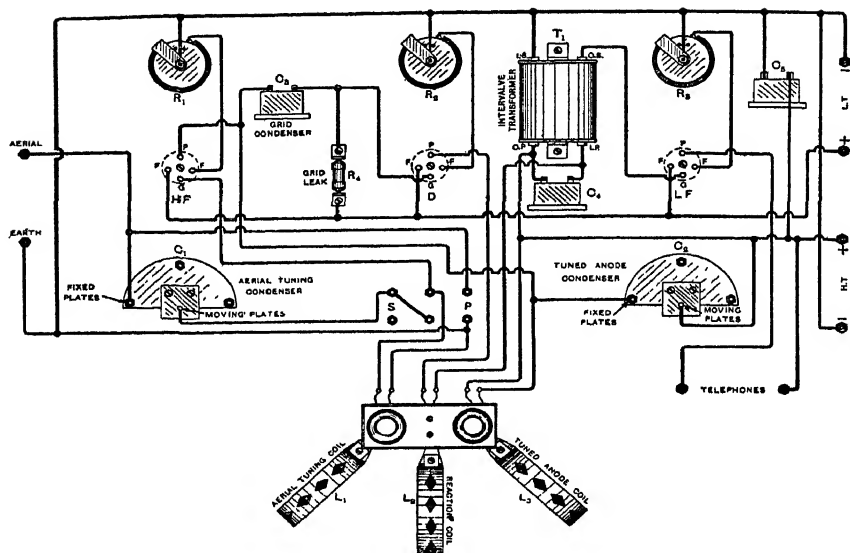 R₁
C₃
GRID
CONDENSER
R₂
I.S.
T₁
O.S.
INTERVALVE
TRANSFORMER
O.P.
I.P.
R₃
C₅
L.T
AERIAL
P
F
F
G
H.F
GRID
LEAK
R₄
P
F
F
D
C₄
P
F
F
G
L F
EARTH
C₁
AERIAL TUNING
CONDENSER
FIXED
PLATES
MOVING PLATES
S
P
TUNED ANODE
CONDENSER
C₂
FIXED
PLATES
MOVING
PLATES
H.T
TELEPHONES
AERIAL TUNING COIL
L₁
L₂
REACTION COIL
TUNED ANODE COIL
L₃